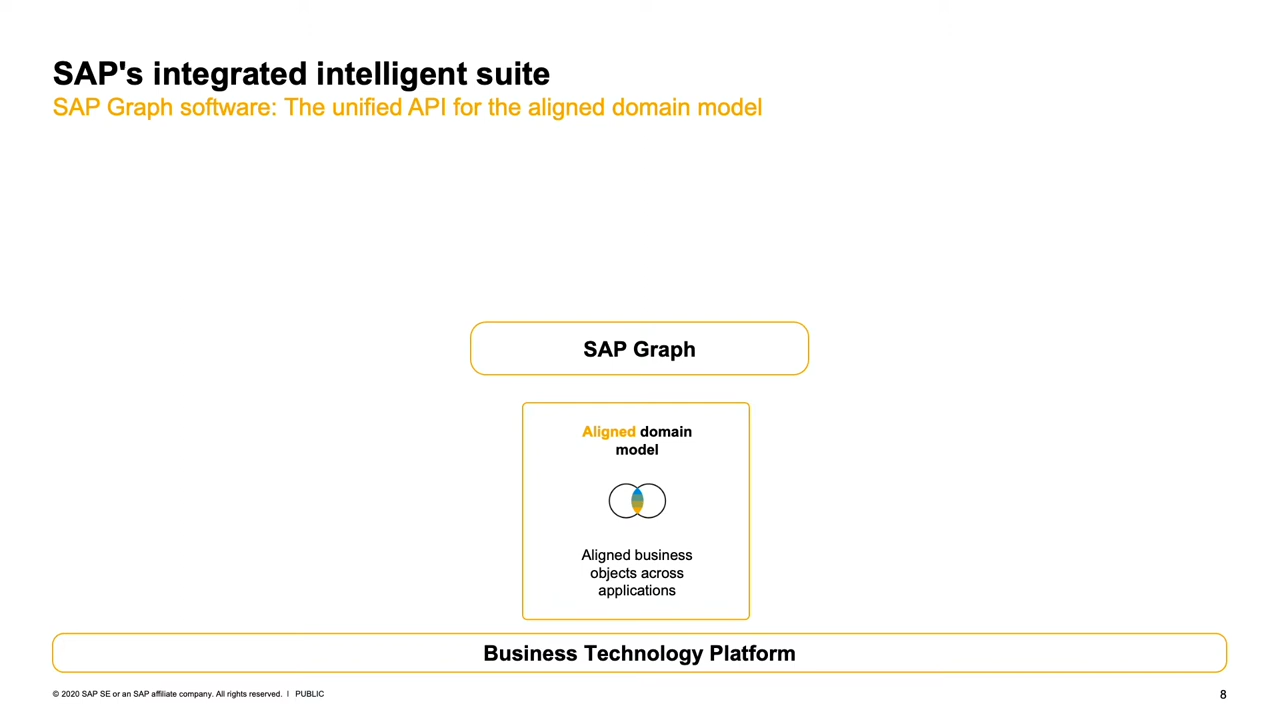 SAP's integrated intelligent suite
SAP Graph software: The unified API for the aligned domain model
SAP Graph
Aligned domain
model
Aligned business
objects across
applications
Business Technology Platform
© 2020 SAP SE or an SAP affiliate company. All rights reserved. | PUBLIC
8